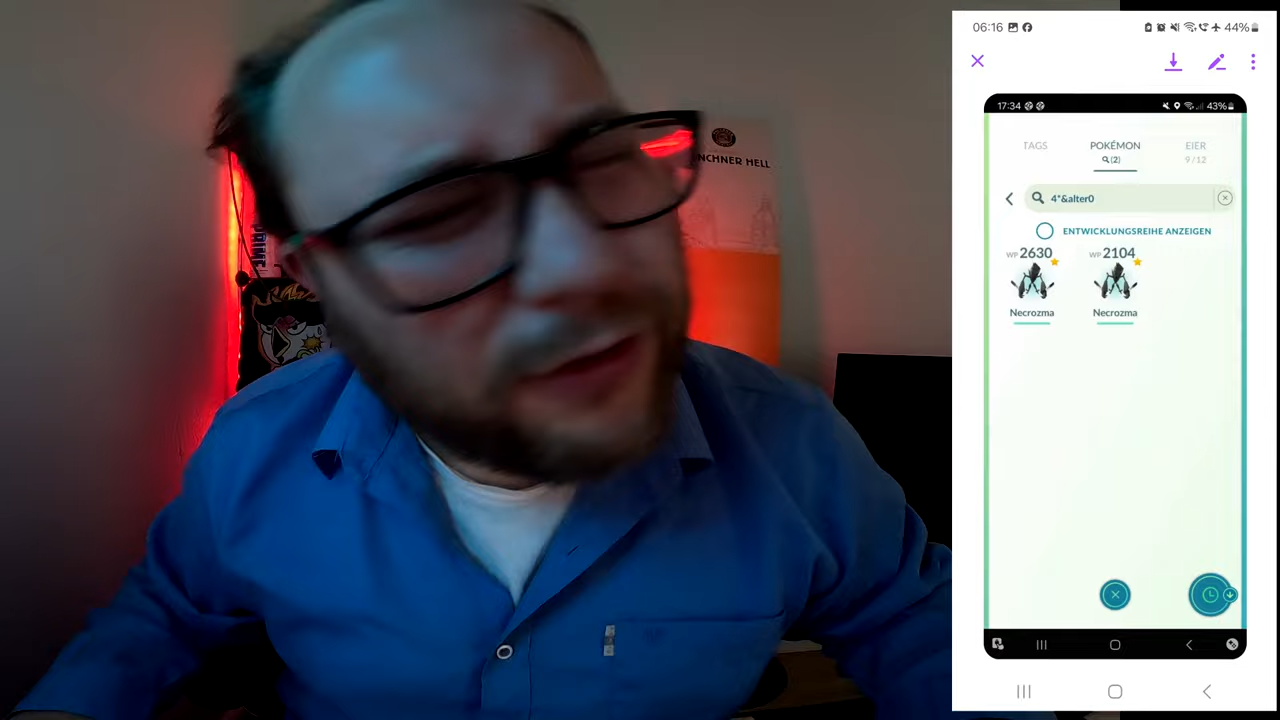 NCHNER HELL
06:16
44%
17:34
43%
TAGS
POKÉMON
EIER
(2)
9/12
4*&alter0
ENTWICKLUNGSREIHE ANZEIGEN
WP 2630
WP 2104
Necrozma
Necrozma